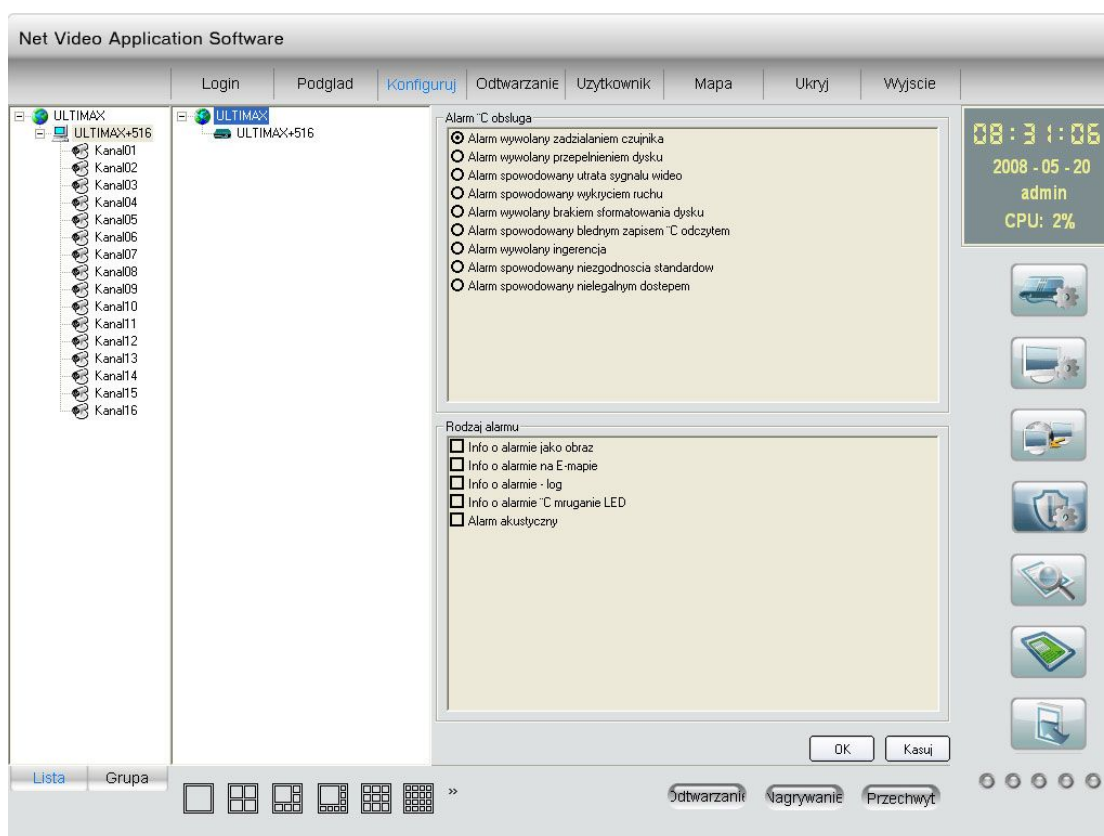 Net Video Application Software
Login Podglad Konfiguruj Odtwarzanie Uzytkownik Mapa Ukryj Wyjscie
ULTIMAX
ULTIMAX+516
Kanal01
Kanal02
Kanal03
Kanal04
Kanal05
Kanal06
Kanal07
Kanal08
Kanal09
Kanal10
Kanal11
Kanal12
Kanal13
Kanal14
Kanal15
Kanal16
ULTIMAX
ULTIMAX+516
Alarm ¨C obsluga
Alarm wywolany zadzialaniem czujnika
Alarm wywolany przepelnieniem dysku
Alarm spowodowany utrata sygnalu wideo
Alarm spowodowany wykryciem ruchu
Alarm wywolany brakiem sformatowania dysku
Alarm spowodowany blednym zapisem ¨C odczytem
Alarm wywolany ingerencja
Alarm spowodowany niezgodnoscia standardow
Alarm spowodowany nielegalnym dostepem
Rodzaj alarmu
Info o alarmie jako obraz
Info o alarmie na E-mapie
Info o alarmie - log
Info o alarmie ¨C mruganie LED
Alarm akustyczny
OK Kasuj
08:31:06
2008 - 05 - 20
admin
CPU: 2%
Lista Grupa
»
Odtwarzanie Nagrywanie Przechwyt